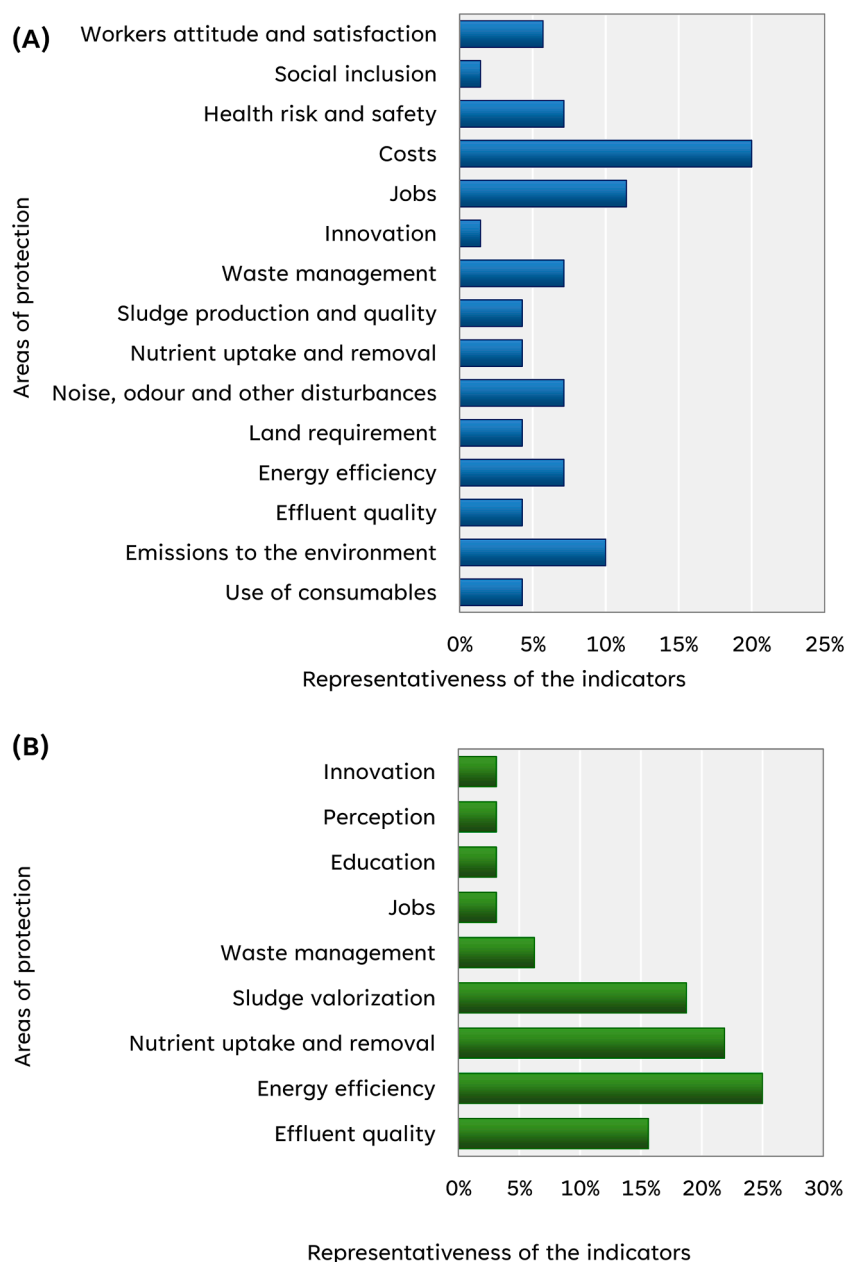 (A)
Workers attitude and satisfaction
Social inclusion
Health risk and safety
Costs
Jobs
Innovation
Waste management
Sludge production and quality
Nutrient uptake and removal
Noise, odour and other disturbances
Land requirement
Energy efficiency
Effluent quality
Emissions to the environment
Use of consumables
Areas of protection
0% 5% 10% 15% 20% 25%
Representativeness of the indicators
(B)
Innovation
Perception
Education
Jobs
Waste management
Sludge valorization
Nutrient uptake and removal
Energy efficiency
Effluent quality
Areas of protection
0% 5% 10% 15% 20% 25% 30%
Representativeness of the indicators